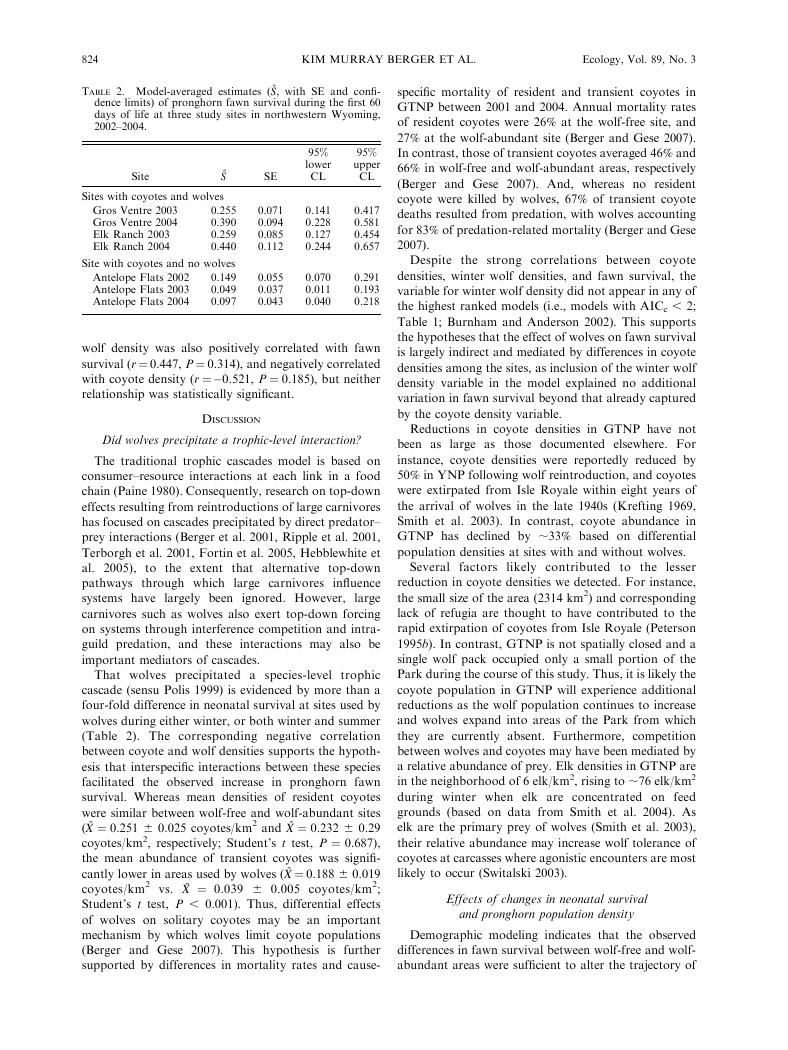 824
KIM MURRAY BERGER ET AL.
Ecology, Vol. 89, No. 3
TABLE 2. Model-averaged estimates (Ŝ, with SE and confi-
dence limits) of pronghorn fawn survival during the first 60
days of life at three study sites in northwestern Wyoming,
2002–2004.
Site Ŝ SE 95% lower CL 95% upper CL
Sites with coyotes and wolves
Gros Ventre 2003 0.255 0.071 0.141 0.417
Gros Ventre 2004 0.390 0.094 0.228 0.581
Elk Ranch 2003 0.259 0.085 0.127 0.454
Elk Ranch 2004 0.440 0.112 0.244 0.657
Site with coyotes and no wolves
Antelope Flats 2002 0.149 0.055 0.070 0.291
Antelope Flats 2003 0.049 0.037 0.011 0.193
Antelope Flats 2004 0.097 0.043 0.040 0.218
wolf density was also positively correlated with fawn
survival (r = 0.447, P = 0.314), and negatively correlated
with coyote density (r = −0.521, P = 0.185), but neither
relationship was statistically significant.
DISCUSSION
Did wolves precipitate a trophic-level interaction?
The traditional trophic cascades model is based on
consumer–resource interactions at each link in a food
chain (Paine 1980). Consequently, research on top-down
effects resulting from reintroductions of large carnivores
has focused on cascades precipitated by direct predator–
prey interactions (Berger et al. 2001, Ripple et al. 2001,
Terborgh et al. 2001, Fortin et al. 2005, Hebblewhite et
al. 2005), to the extent that alternative top-down
pathways through which large carnivores influence
systems have largely been ignored. However, large
carnivores such as wolves also exert top-down forcing
on systems through interference competition and intra-
guild predation, and these interactions may also be
important mediators of cascades.
That wolves precipitated a species-level trophic
cascade (sensu Polis 1999) is evidenced by more than a
four-fold difference in neonatal survival at sites used by
wolves during either winter, or both winter and summer
(Table 2). The corresponding negative correlation
between coyote and wolf densities supports the hypoth-
esis that interspecific interactions between these species
facilitated the observed increase in pronghorn fawn
survival. Whereas mean densities of resident coyotes
were similar between wolf-free and wolf-abundant sites
(X̄ = 0.251 ± 0.025 coyotes/km² and X̄ = 0.232 ± 0.29
coyotes/km², respectively; Student's t test, P = 0.687),
the mean abundance of transient coyotes was signifi-
cantly lower in areas used by wolves (X̄ = 0.188 ± 0.019
coyotes/km² vs. X̄ = 0.039 ± 0.005 coyotes/km²;
Student's t test, P < 0.001). Thus, differential effects
of wolves on solitary coyotes may be an important
mechanism by which wolves limit coyote populations
(Berger and Gese 2007). This hypothesis is further
supported by differences in mortality rates and cause-
specific mortality of resident and transient coyotes in
GTNP between 2001 and 2004. Annual mortality rates
of resident coyotes were 26% at the wolf-free site, and
27% at the wolf-abundant site (Berger and Gese 2007).
In contrast, those of transient coyotes averaged 46% and
66% in wolf-free and wolf-abundant areas, respectively
(Berger and Gese 2007). And, whereas no resident
coyote were killed by wolves, 67% of transient coyote
deaths resulted from predation, with wolves accounting
for 83% of predation-related mortality (Berger and Gese
2007).
Despite the strong correlations between coyote
densities, winter wolf densities, and fawn survival, the
variable for winter wolf density did not appear in any of
the highest ranked models (i.e., models with AICc < 2;
Table 1; Burnham and Anderson 2002). This supports
the hypotheses that the effect of wolves on fawn survival
is largely indirect and mediated by differences in coyote
densities among the sites, as inclusion of the winter wolf
density variable in the model explained no additional
variation in fawn survival beyond that already captured
by the coyote density variable.
Reductions in coyote densities in GTNP have not
been as large as those documented elsewhere. For
instance, coyote densities were reportedly reduced by
50% in YNP following wolf reintroduction, and coyotes
were extirpated from Isle Royale within eight years of
the arrival of wolves in the late 1940s (Krefting 1969,
Smith et al. 2003). In contrast, coyote abundance in
GTNP has declined by ~33% based on differential
population densities at sites with and without wolves.
Several factors likely contributed to the lesser
reduction in coyote densities we detected. For instance,
the small size of the area (2314 km²) and corresponding
lack of refugia are thought to have contributed to the
rapid extirpation of coyotes from Isle Royale (Peterson
1995b). In contrast, GTNP is not spatially closed and a
single wolf pack occupied only a small portion of the
Park during the course of this study. Thus, it is likely the
coyote population in GTNP will experience additional
reductions as the wolf population continues to increase
and wolves expand into areas of the Park from which
they are currently absent. Furthermore, competition
between wolves and coyotes may have been mediated by
a relative abundance of prey. Elk densities in GTNP are
in the neighborhood of 6 elk/km², rising to ~76 elk/km²
during winter when elk are concentrated on feed
grounds (based on data from Smith et al. 2004). As
elk are the primary prey of wolves (Smith et al. 2003),
their relative abundance may increase wolf tolerance of
coyotes at carcasses where agonistic encounters are most
likely to occur (Switalski 2003).
Effects of changes in neonatal survival
and pronghorn population density
Demographic modeling indicates that the observed
differences in fawn survival between wolf-free and wolf-
abundant areas were sufficient to alter the trajectory of